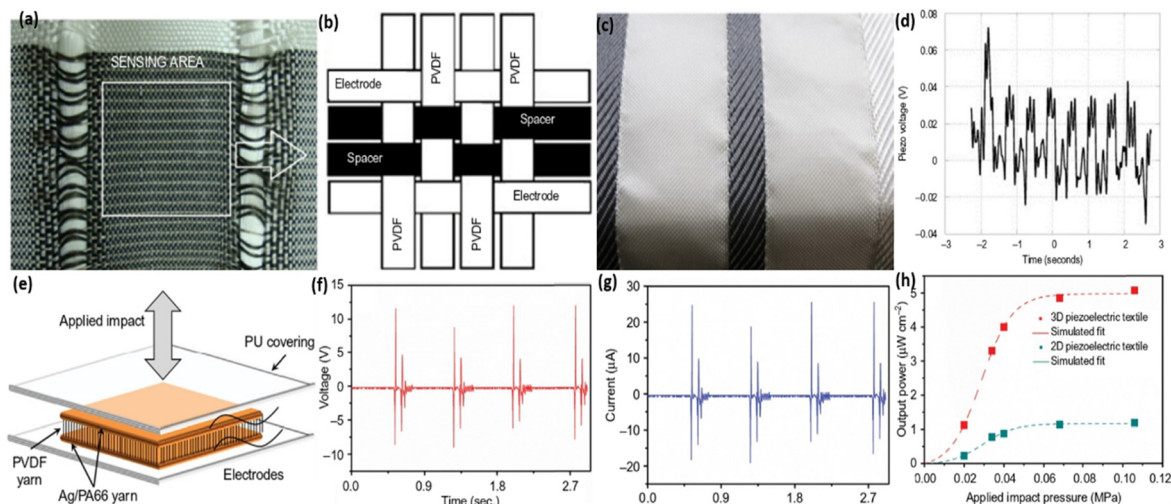 (a)
SENSING AREA
(b)
PVDF
PVDF
Electrode
Spacer
Spacer
Electrode
PVDF
PVDF
(c)
(d)
Piezo voltage (V)
0.08
0.06
0.04
0.02
0
−0.02
−0.04
−3 −2 −1 0 1 2 3
Time (seconds)
(e)
Applied impact
PU covering
PVDF
yarn
Ag/PA66 yarn
Electrodes
(f)
Voltage (V)
15
10
5
0
−5
−10
0.0 0.9 1.8 2.7
Time (sec.)
(g)
Current (µA)
30
20
10
0
−10
−20
0.0 0.9 1.8 2.7
(h)
Output power (µW cm−2)
6
5
4
3
2
1
0
3D piezoelectric textile
Simulated fit
2D piezoelectric textile
Simulated fit
0.00 0.02 0.04 0.06 0.08 0.10 0.12
Applied impact pressure (MPa)